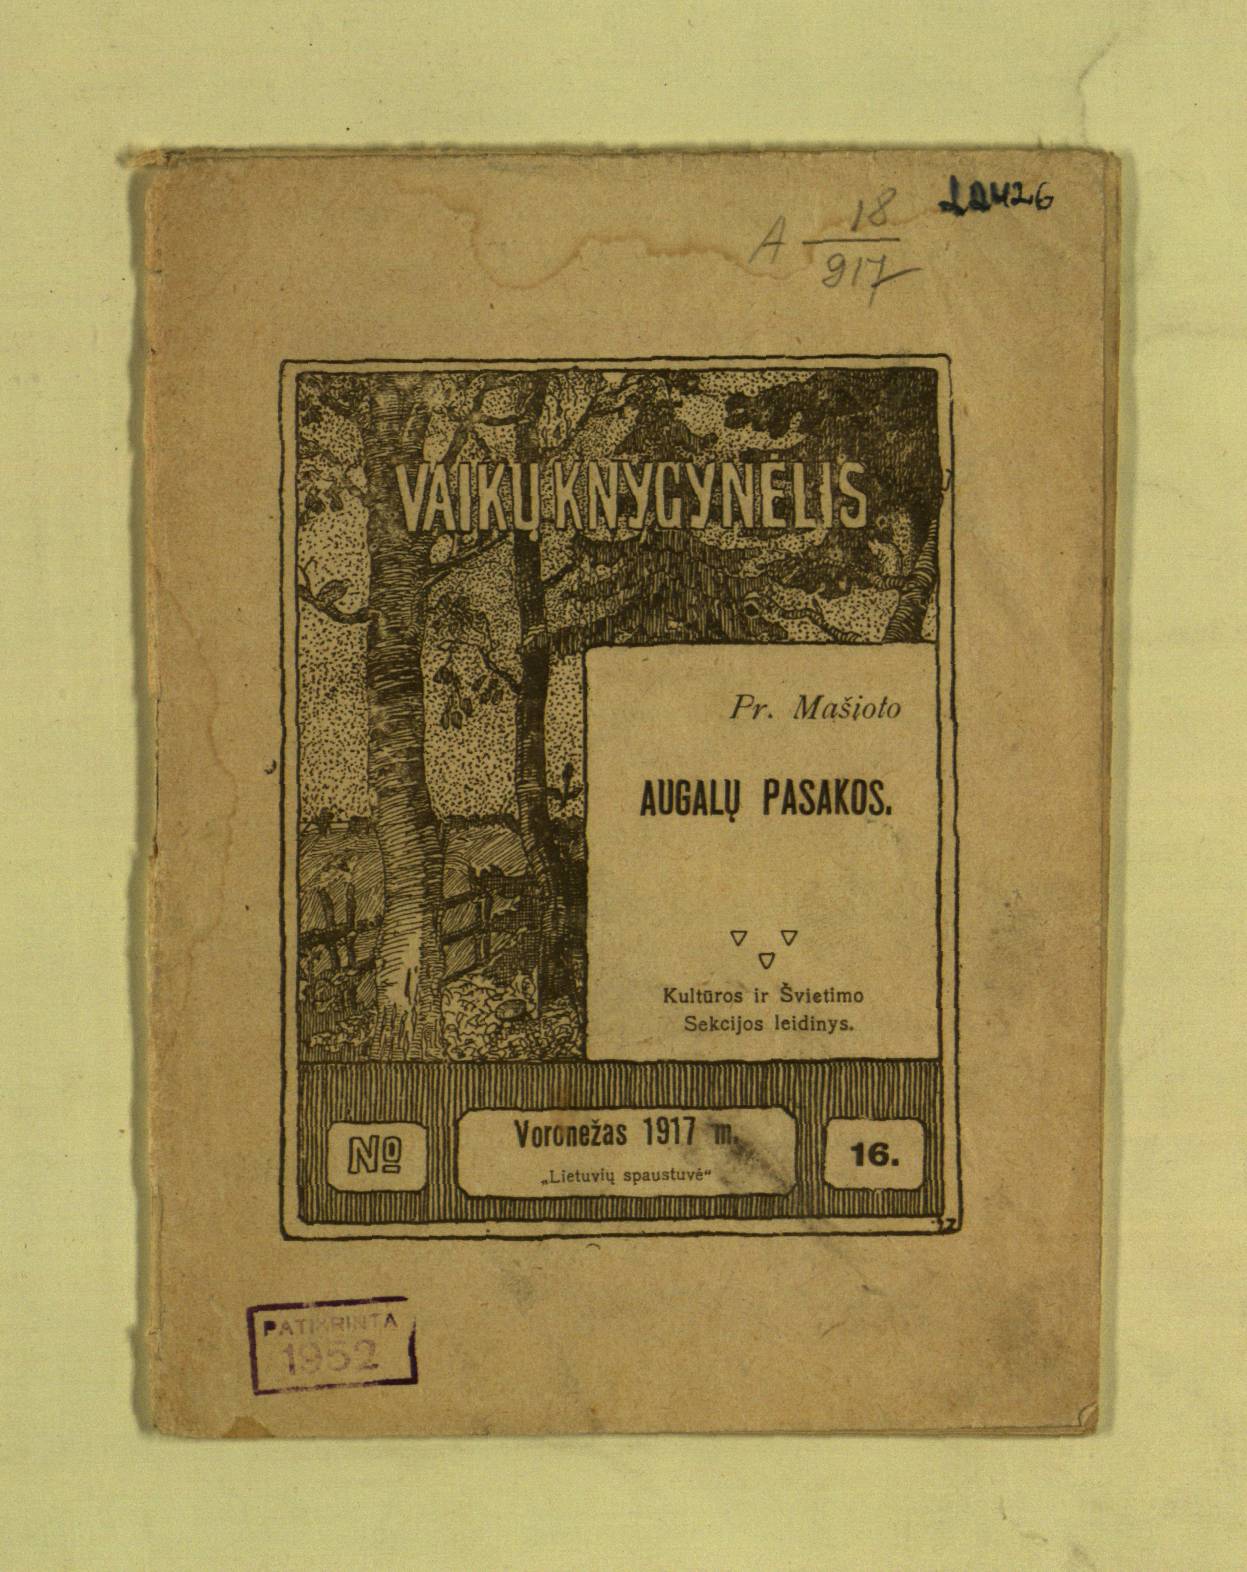 A 18
917
VAIKŲ KNYGYNĖLIS
Pr. Mašioto
AUGALŲ PASAKOS.
Kultūros ir Švietimo
Sekcijos leidinys.
No
Voronežas 1917 m.
„Lietuvių spaustuvė“
16.
PATIKRINTA
1952